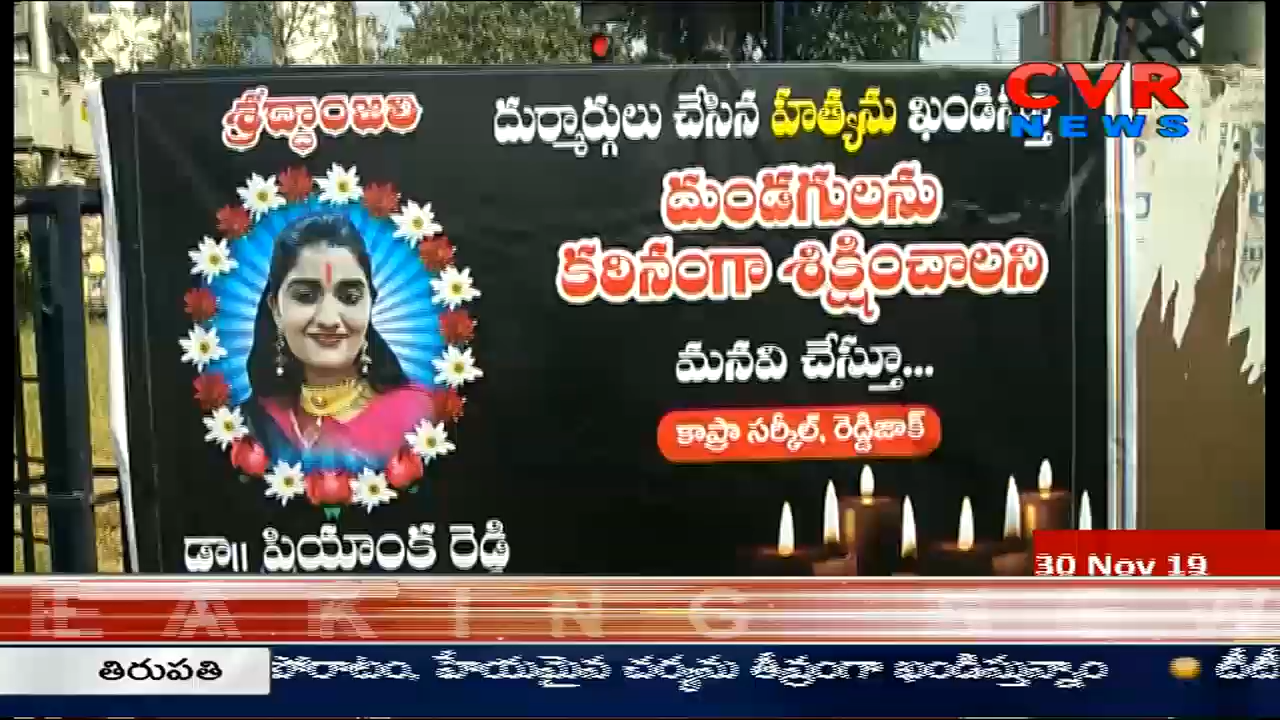 శ్రద్ధాంజలి
దుర్మార్గులు చేసిన హత్యను
CVR
NEWS
దుండగులను
కఠినంగా శిక్షించాలని
మనవి చేస్తూ...
కాప్రా సర్కీల్, రెడ్డిజాక్
డా|| ప్రియాంక రెడ్డి
30 Nov 19
EAKING
తిరుపతి పోరాటం, హేయమైన చర్యను తీవ్రంగా ఖండిస్తున్నాం